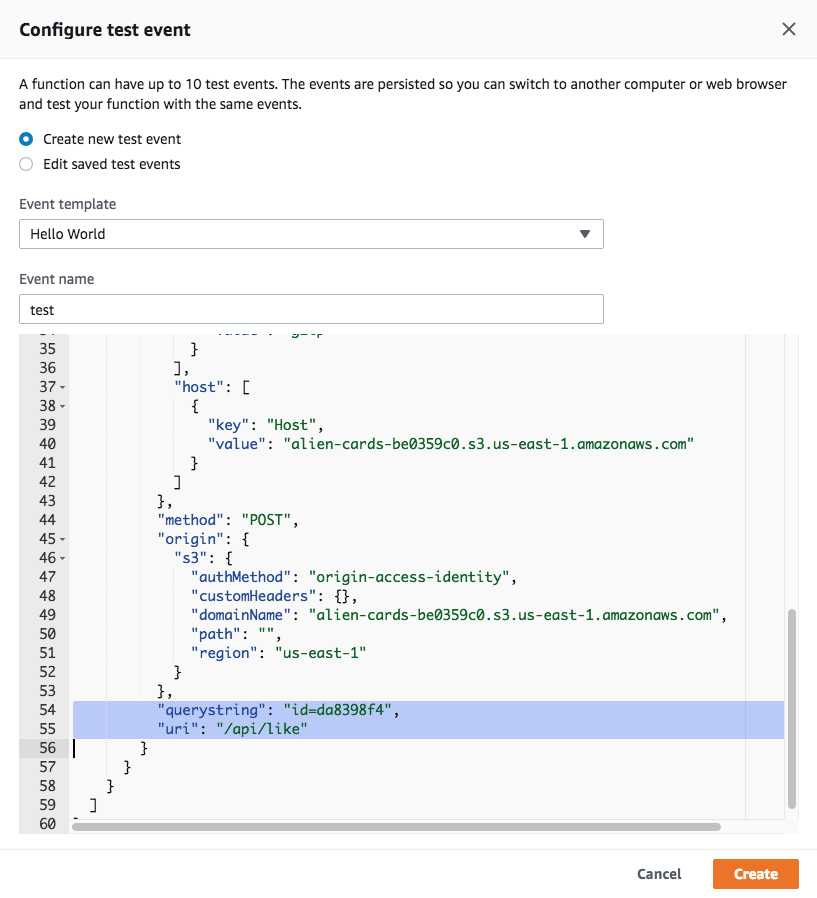 Configure test event
A function can have up to 10 test events. The events are persisted so you can switch to another computer or web browser
and test your function with the same events.
Create new test event
Edit saved test events
Event template
Hello World
Event name
test
35 }
36 ],
37 "host": [
38 {
39 "key": "Host",
40 "value": "alien-cards-be0359c0.s3.us-east-1.amazonaws.com"
41 }
42 ]
43 },
44 "method": "POST",
45 "origin": {
46 "s3": {
47 "authMethod": "origin-access-identity",
48 "customHeaders": {},
49 "domainName": "alien-cards-be0359c0.s3.us-east-1.amazonaws.com",
50 "path": "",
51 "region": "us-east-1"
52 }
53 },
54 "querystring": "id=da8398f4",
55 "uri": "/api/like"
56 }
57 }
58 }
59 ]
60
Cancel
Create